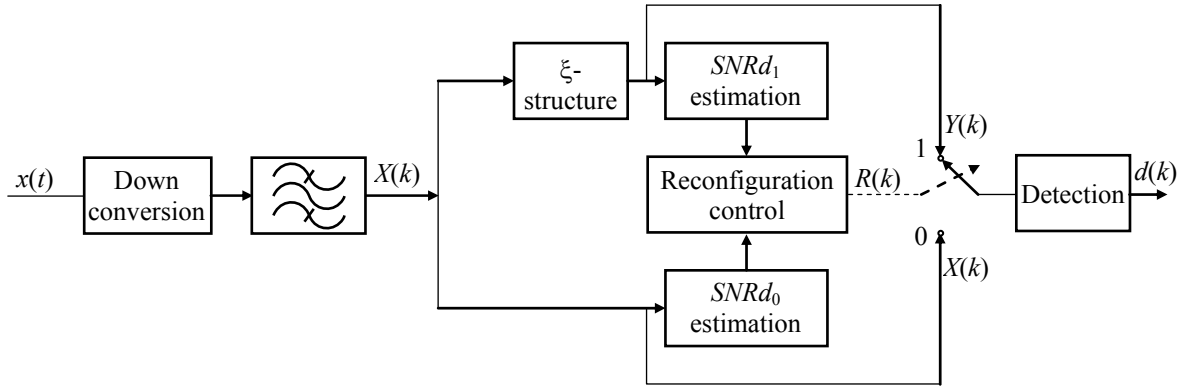 ξ-
structure
SNRd₁
estimation
Y(k)
1
x(t)
Down
conversion
X(k)
Reconfiguration
control
R(k)
Detection
d(k)
0
X(k)
SNRd₀
estimation